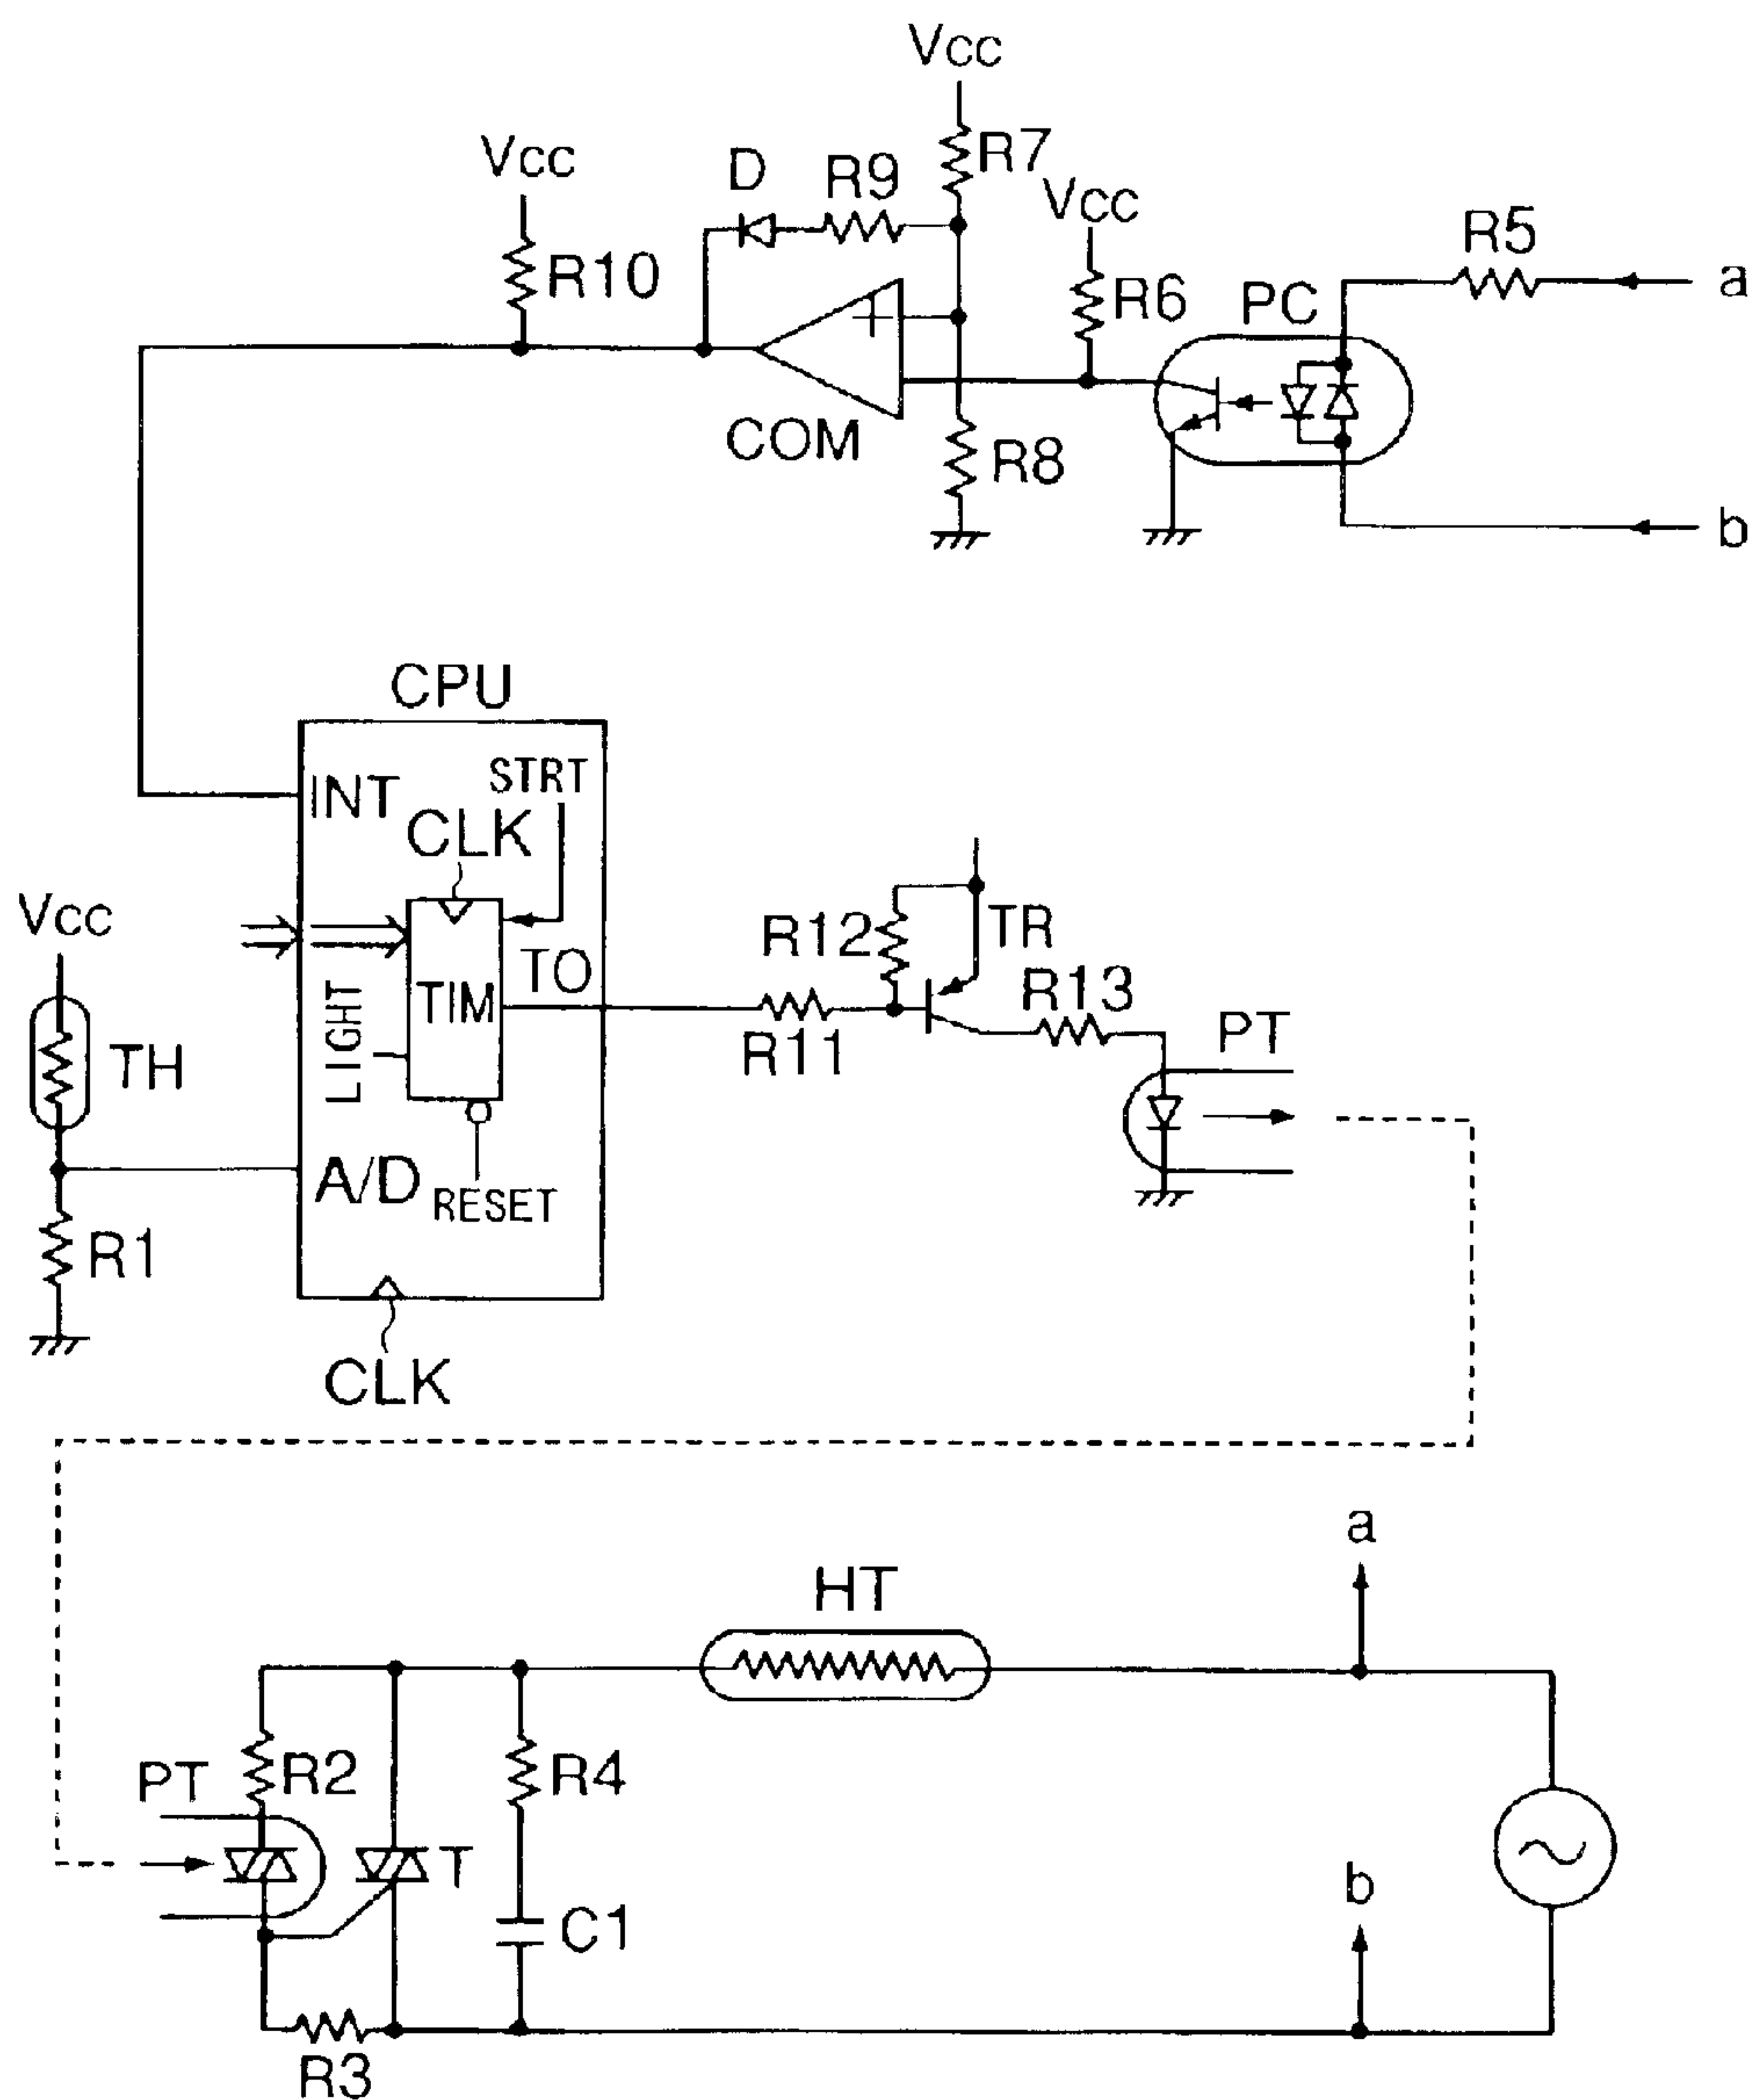 Vcc
R7
Vcc
D
R9
Vcc
R5
R10
a
R6
PC
+
COM
R8
b
CPU
INT
STRT
CLK
Vcc
R12
TR
TO
R13
TIM
LIGHT
R11
PT
TH
A/D
RESET
R1
CLK
a
HT
PT
R2
R4
T
b
C1
R3